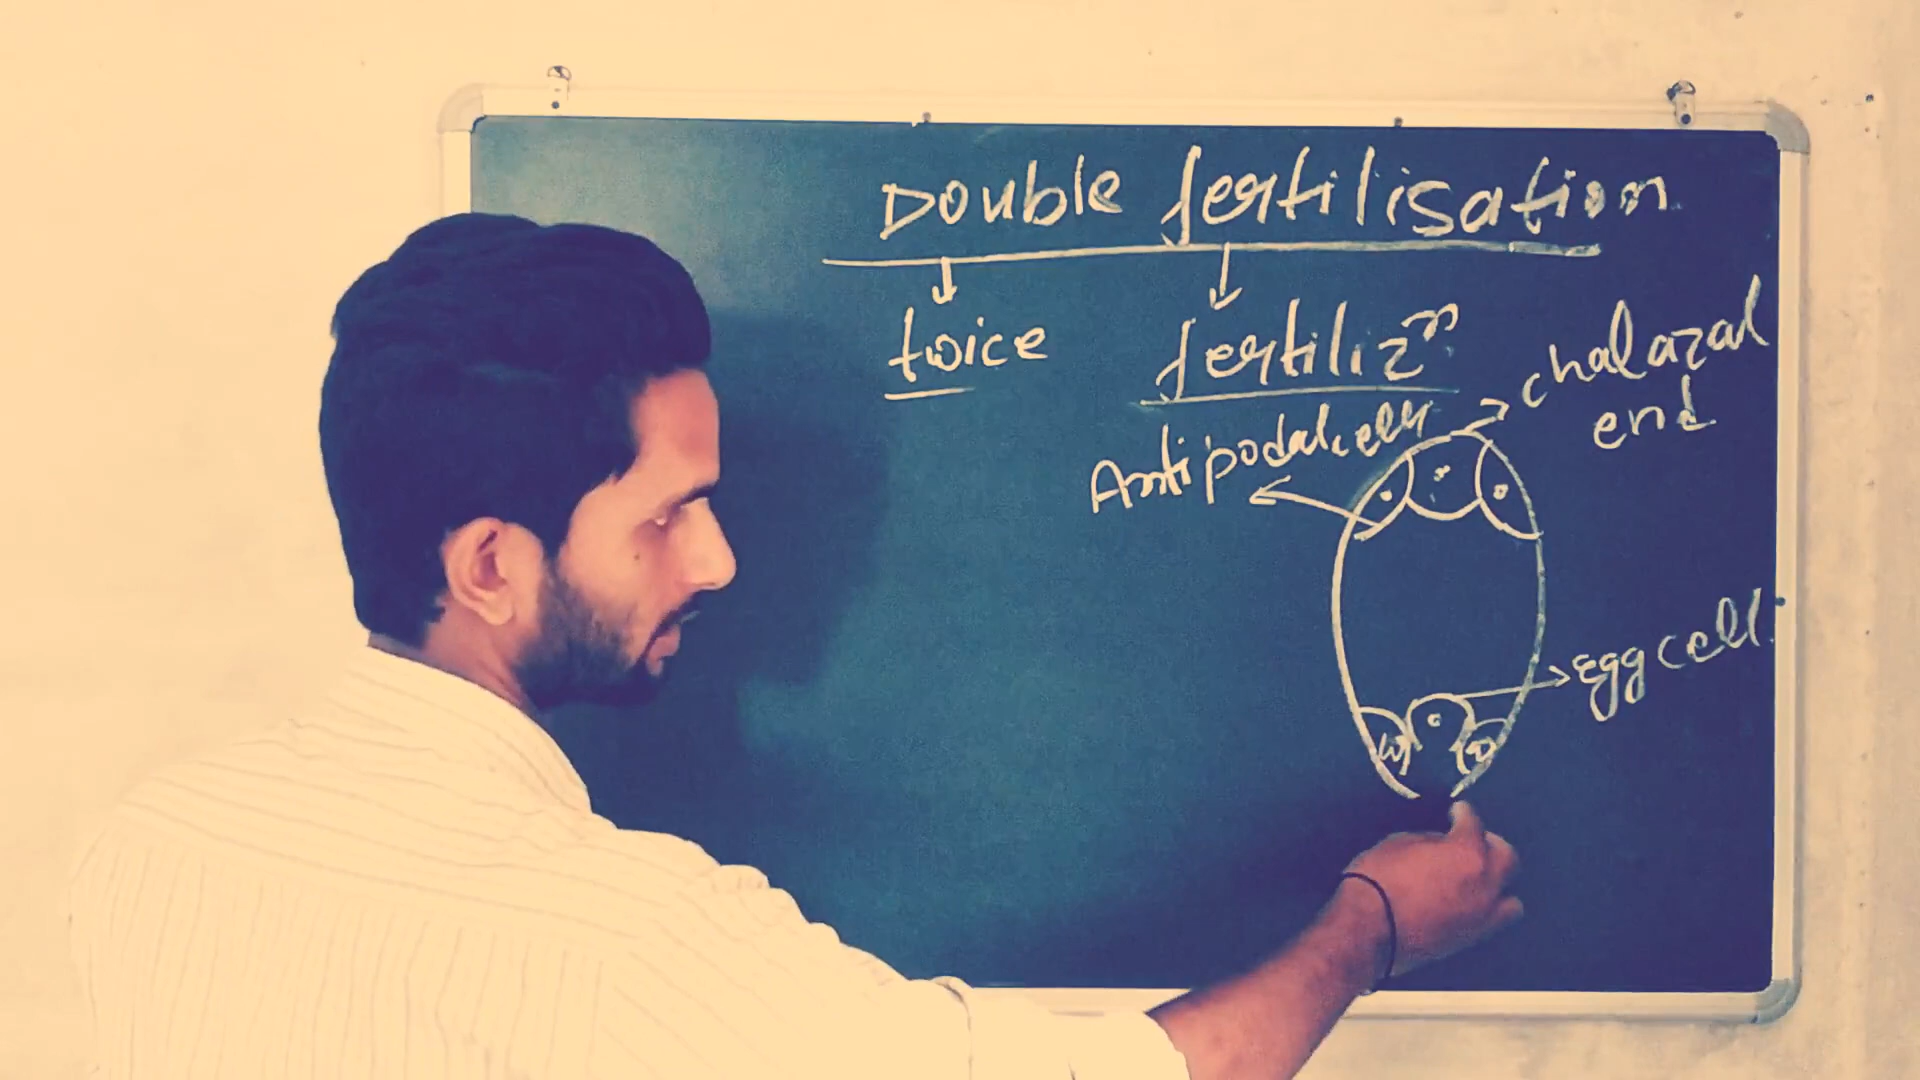 Double fertilisation
twice fertilizn
chalazal
end
Antipodal cells
Egg cell.